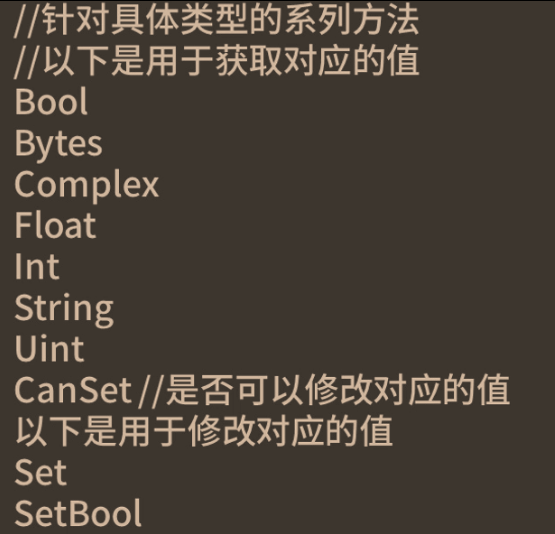 //针对具体类型的系列方法
//以下是用于获取对应的值
Bool
Bytes
Complex
Float
Int
String
Uint
CanSet //是否可以修改对应的值
以下是用于修改对应的值
Set
SetBool